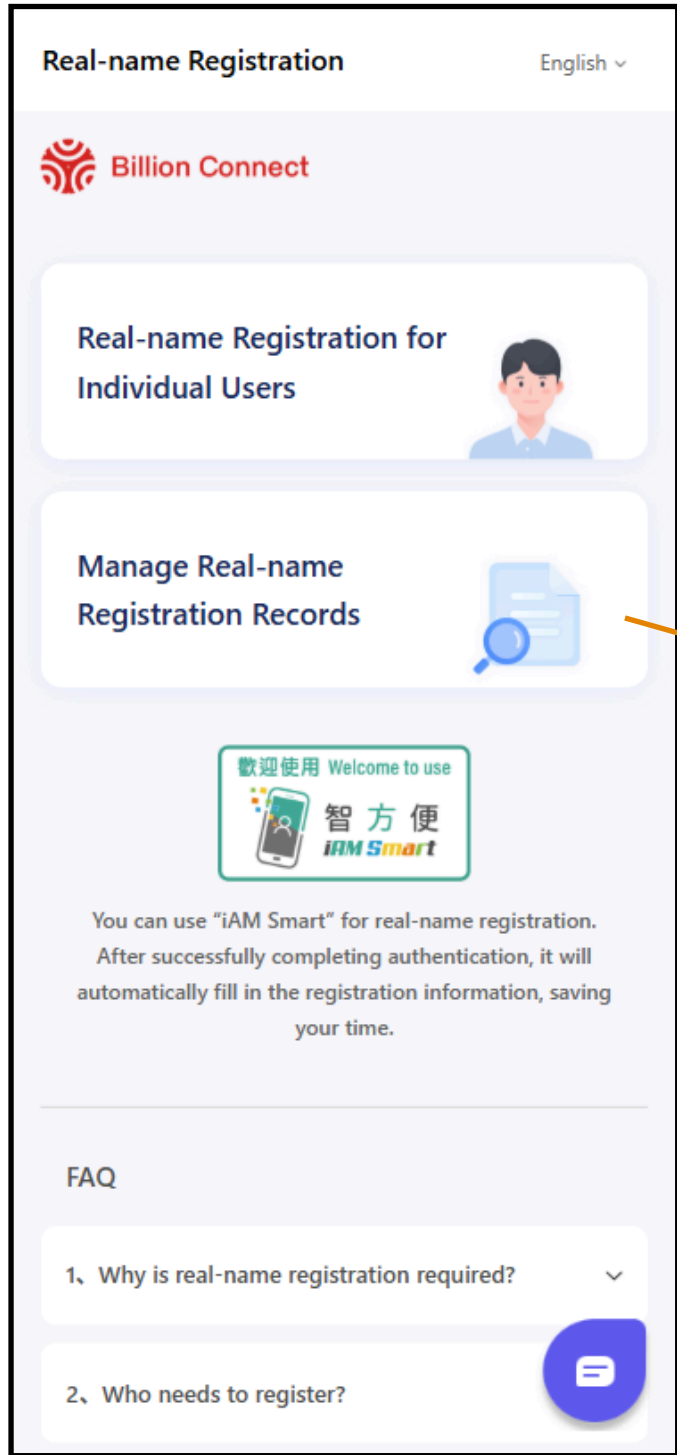 Real-name Registration
English
Billion Connect
Real-name Registration for
Individual Users
Manage Real-name
Registration Records
歡迎使用 Welcome to use
智方便
iAM Smart
You can use “iAM Smart” for real-name registration.
After successfully completing authentication, it will
automatically fill in the registration information, saving
your time.
FAQ
1、Why is real-name registration required?
2、Who needs to register?